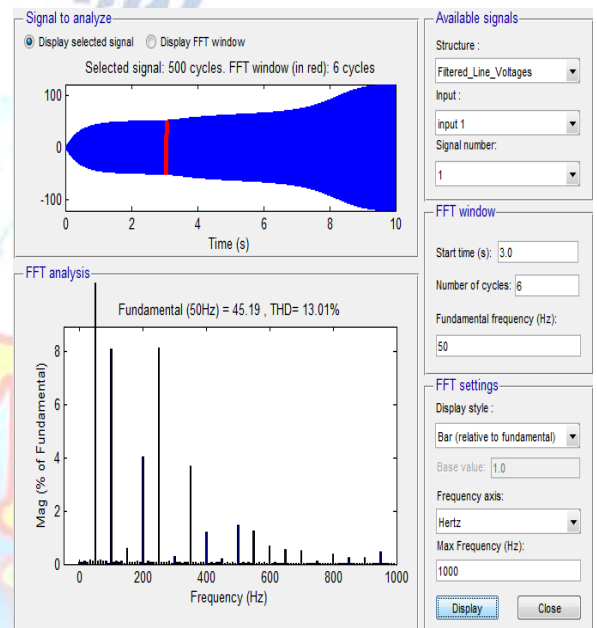 Signal to analyze
Display selected signal Display FFT window
Selected signal: 500 cycles. FFT window (in red): 6 cycles
100
0
-100
0 2 4 6 8 10
Time (s)
FFT analysis
Fundamental (50Hz) = 45.19 , THD= 13.01%
Mag (% of Fundamental)
8
6
4
2
0
0 200 400 600 800 1000
Frequency (Hz)
Available signals
Structure :
Filtered_Line_Voltages
Input :
input 1
Signal number:
1
FFT window
Start time (s): 3.0
Number of cycles: 6
Fundamental frequency (Hz):
50
FFT settings
Display style :
Bar (relative to fundamental)
Base value: 1.0
Frequency axis:
Hertz
Max Frequency (Hz):
1000
Display Close